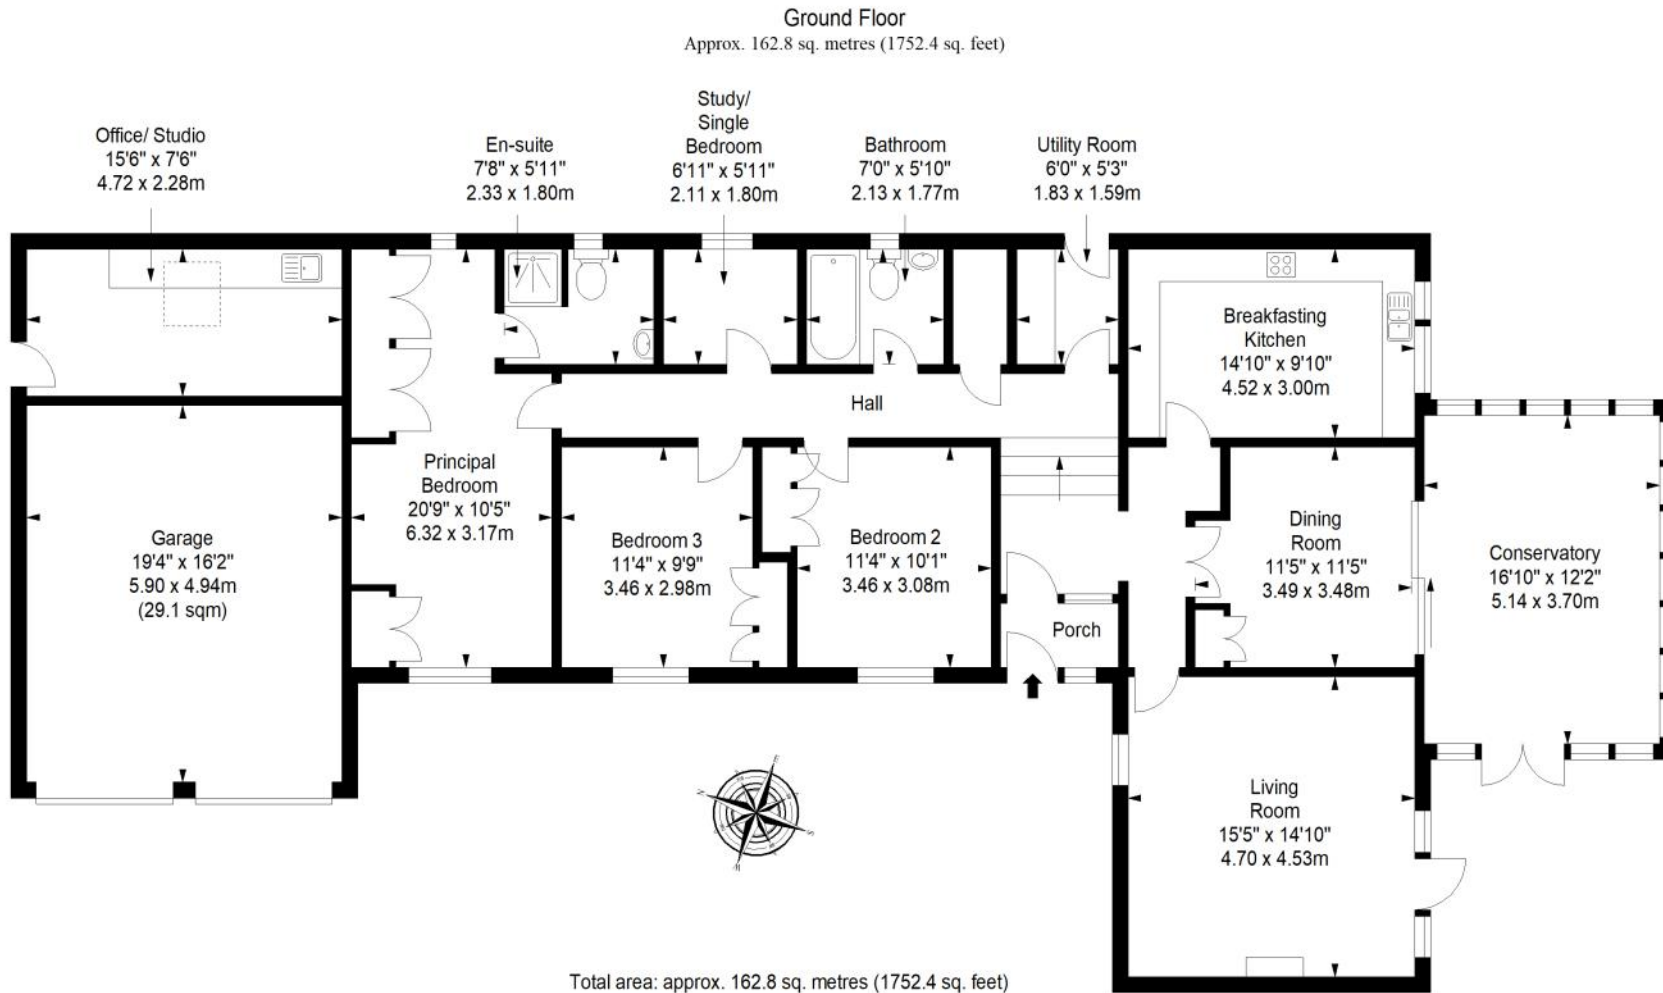 Ground Floor
Approx. 162.8 sq. metres (1752.4 sq. feet)
Office/ Studio
15'6" x 7'6"
4.72 x 2.28m
En-suite
7'8" x 5'11"
2.33 x 1.80m
Study/
Single
Bedroom
6'11" x 5'11"
2.11 x 1.80m
Bathroom
7'0" x 5'10"
2.13 x 1.77m
Utility Room
6'0" x 5'3"
1.83 x 1.59m
Breakfasting
Kitchen
14'10" x 9'10"
4.52 x 3.00m
Hall
Principal
Bedroom
20'9" x 10'5"
6.32 x 3.17m
Garage
19'4" x 16'2"
5.90 x 4.94m
(29.1 sqm)
Bedroom 3
11'4" x 9'9"
3.46 x 2.98m
Bedroom 2
11'4" x 10'1"
3.46 x 3.08m
Dining
Room
11'5" x 11'5"
3.49 x 3.48m
Conservatory
16'10" x 12'2"
5.14 x 3.70m
Porch
Living
Room
15'5" x 14'10"
4.70 x 4.53m
N
E
S
W
Total area: approx. 162.8 sq. metres (1752.4 sq. feet)